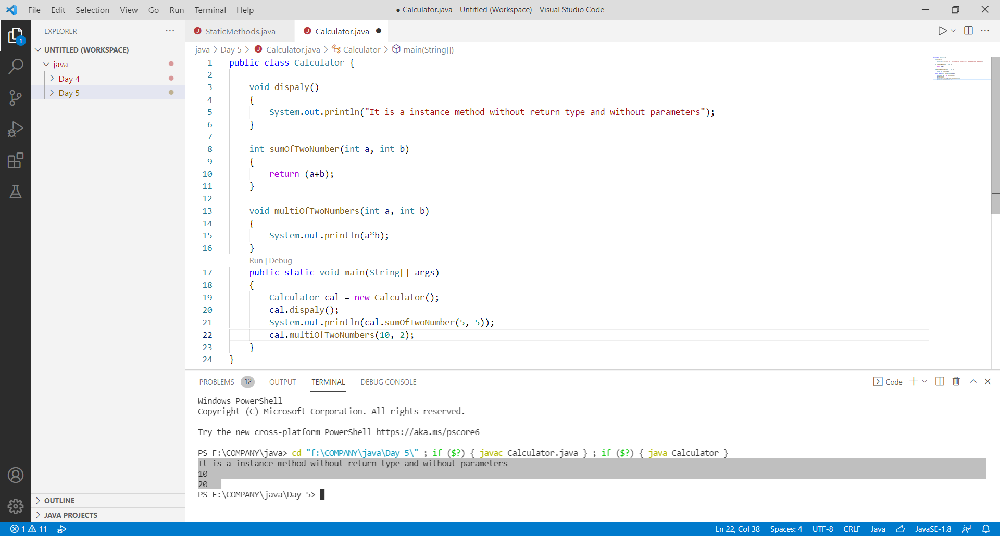 File Edit Selection View Go Run Terminal Help
● Calculator.java - Untitled (Workspace) - Visual Studio Code
1
EXPLORER
UNTITLED (WORKSPACE)
java
Day 4
Day 5
OUTLINE
JAVA PROJECTS
StaticMethods.java
Calculator.java
java > Day 5 > Calculator.java > Calculator > main(String[])
1 public class Calculator {
2
3 void dispaly()
4 {
5 System.out.println("It is a instance method without return type and without parameters");
6 }
7
8 int sumOfTwoNumber(int a, int b)
9 {
10 return (a+b);
11 }
12
13 void multiOfTwoNumbers(int a, int b)
14 {
15 System.out.println(a*b);
16 }
Run | Debug
17 public static void main(String[] args)
18 {
19 Calculator cal = new Calculator();
20 cal.dispaly();
21 System.out.println(cal.sumOfTwoNumber(5, 5));
22 cal.multiOfTwoNumbers(10, 2);
23 }
24 }
PROBLEMS 12 OUTPUT TERMINAL DEBUG CONSOLE
Code
Windows PowerShell
Copyright (C) Microsoft Corporation. All rights reserved.
Try the new cross-platform PowerShell https://aka.ms/pscore6
PS F:\COMPANY\java> cd "f:\COMPANY\java\Day 5\" ; if ($?) { javac Calculator.java } ; if ($?) { java Calculator }
It is a instance method without return type and without parameters
10
20
PS F:\COMPANY\java\Day 5>
1 11
Ln 22, Col 38 Spaces: 4 UTF-8 CRLF Java JavaSE-1.8